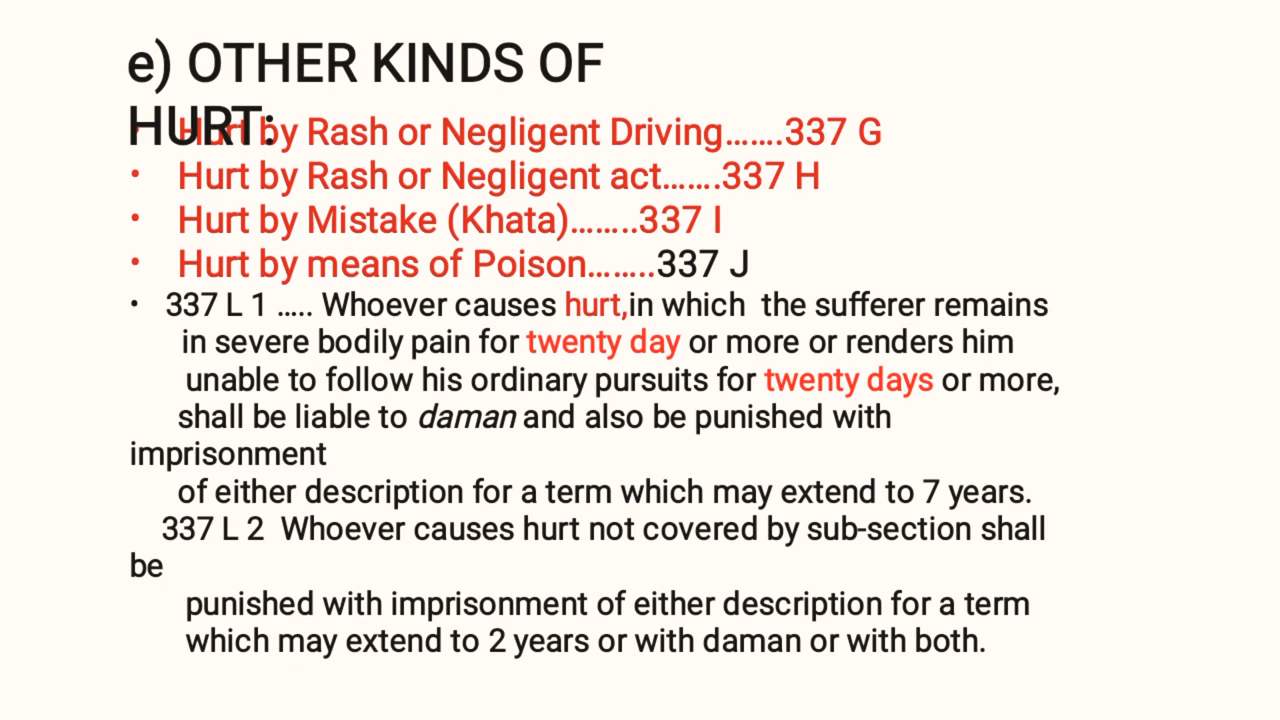 e) OTHER KINDS OF
HURT:
• Hurt by Rash or Negligent Driving.......337 G
• Hurt by Rash or Negligent act.......337 H
• Hurt by Mistake (Khata)........337 I
• Hurt by means of Poison........337 J
• 337 L 1 ..... Whoever causes hurt,in which the sufferer remains
in severe bodily pain for twenty day or more or renders him
unable to follow his ordinary pursuits for twenty days or more,
shall be liable to daman and also be punished with
imprisonment
of either description for a term which may extend to 7 years.
337 L 2 Whoever causes hurt not covered by sub-section shall
be
punished with imprisonment of either description for a term
which may extend to 2 years or with daman or with both.